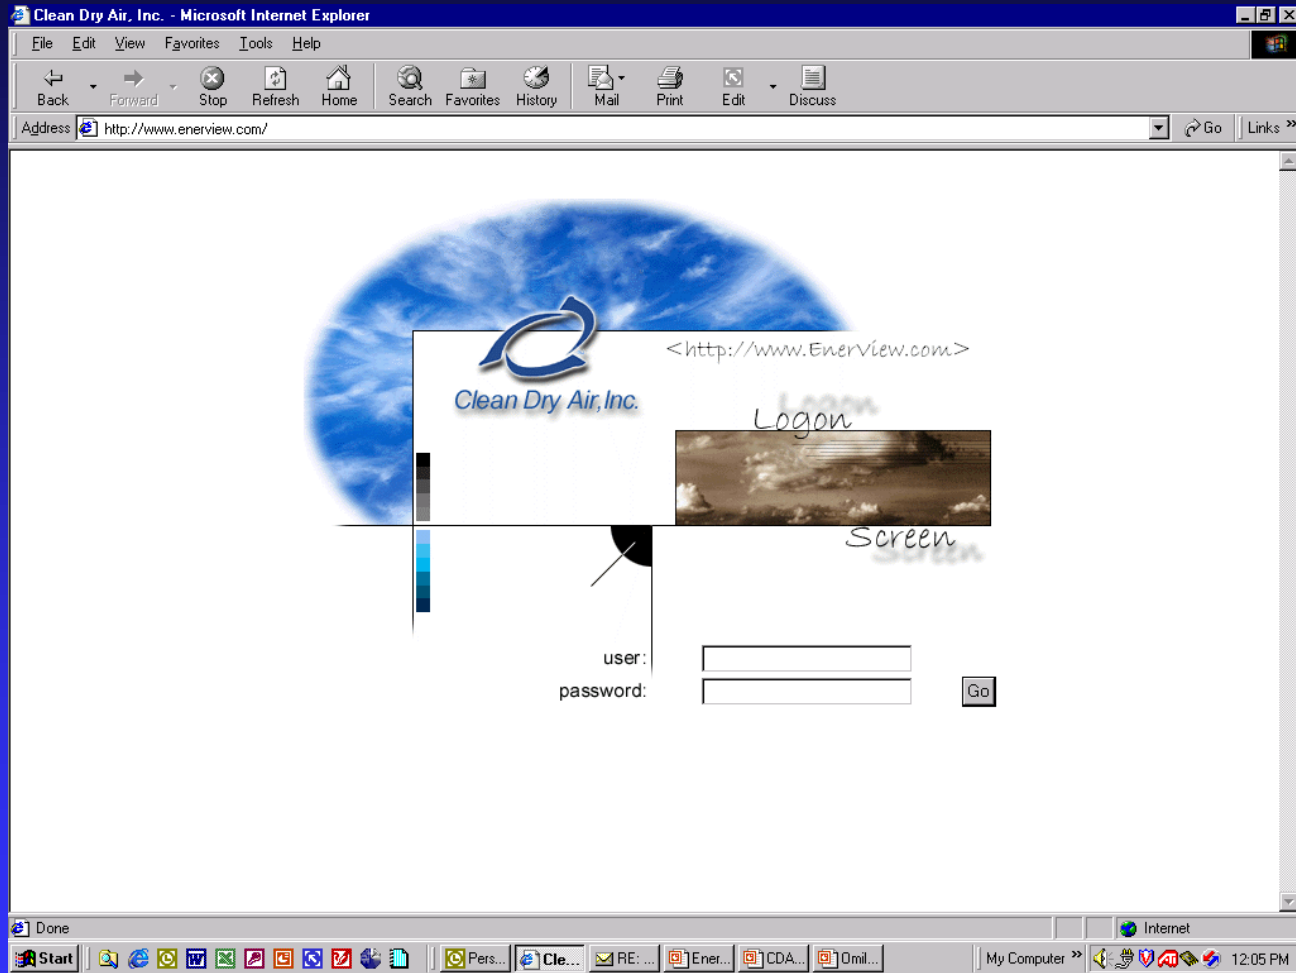 Clean Dry Air, Inc. - Microsoft Internet Explorer
File Edit View Favorites Tools Help
Back Forward Stop Refresh Home Search Favorites History Mail Print Edit Discuss
Address http://www.enerview.com/ Go Links »
<http://www.EnerView.com>
Clean Dry Air, Inc.
Logon
Screen
user:
password:
Go
Done Internet
Start Pers... Cle... RE: ... Ener... CDA... Omil... My Computer » 12:05 PM